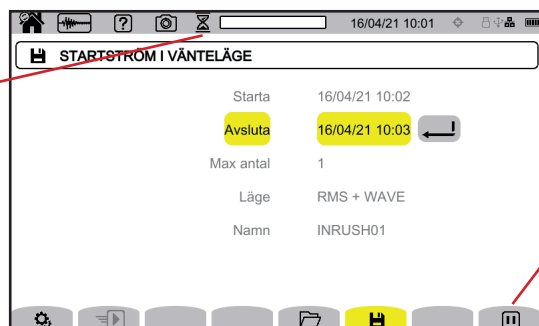 16/04/21 10:01
STARTSTRÖM I VÄNTELÄGE
Starta 16/04/21 10:02
Avsluta 16/04/21 10:03
Max antal 1
Läge RMS + WAVE
Namn INRUSH01